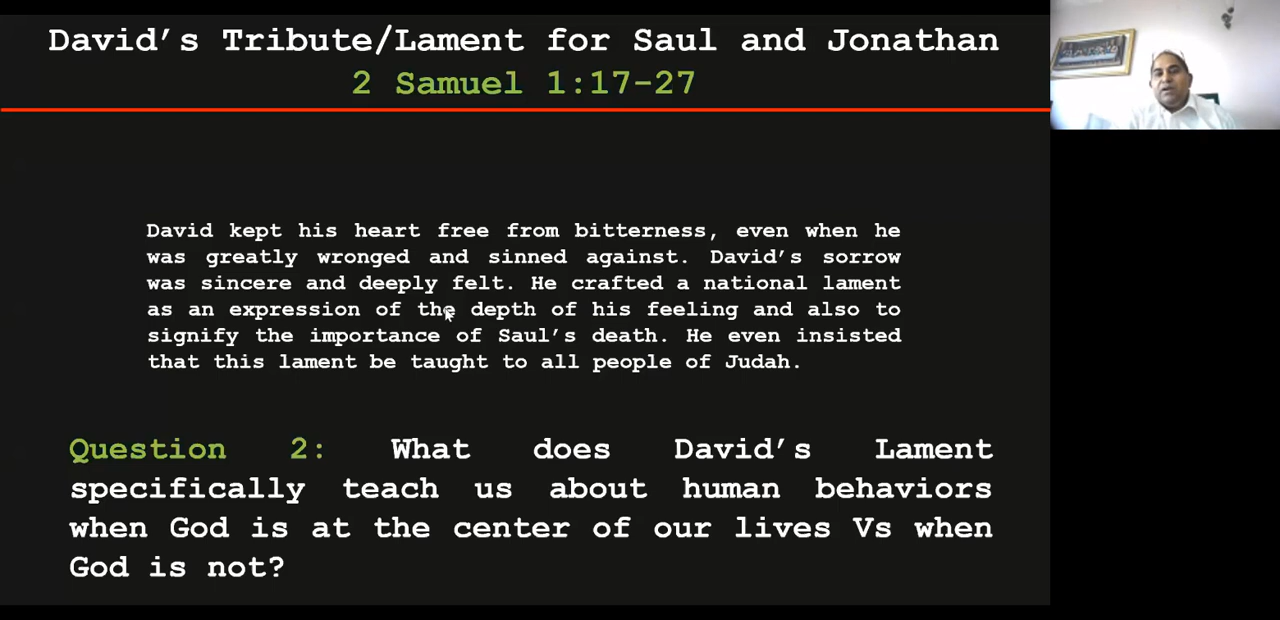 David's Tribute/Lament for Saul and Jonathan
2 Samuel 1:17-27
David kept his heart free from bitterness, even when he
was greatly wronged and sinned against. David's sorrow
was sincere and deeply felt. He crafted a national lament
as an expression of the depth of his feeling and also to
signify the importance of Saul's death. He even insisted
that this lament be taught to all people of Judah.
Question 2: What does David's Lament
specifically teach us about human behaviors
when God is at the center of our lives Vs when
God is not?